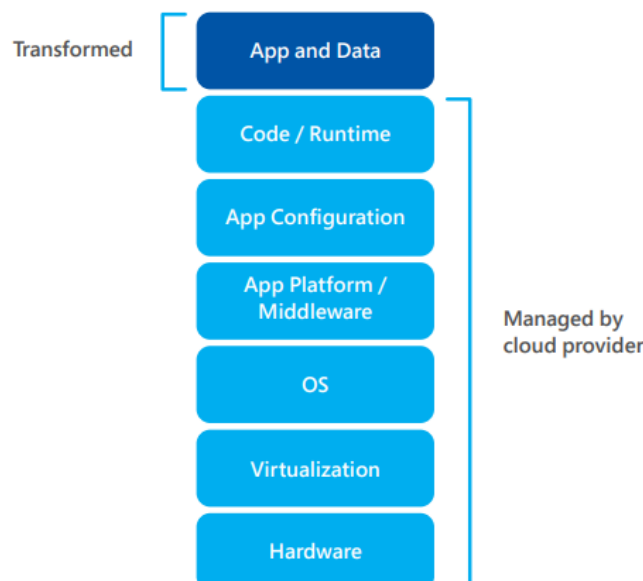 Transformed
App and Data
Code / Runtime
App Configuration
App Platform /
Middleware
OS
Virtualization
Hardware
Managed by
cloud provider